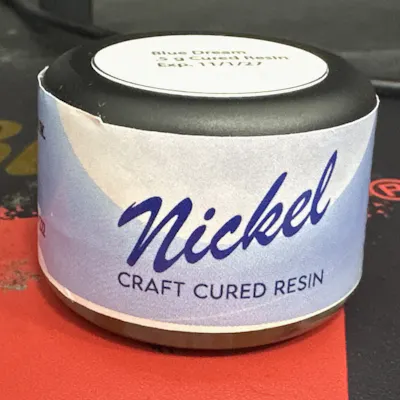 Blue Dream
.5 g Cured Resin
Exp. 11/1/27
Nickel
CRAFT CURED RESIN